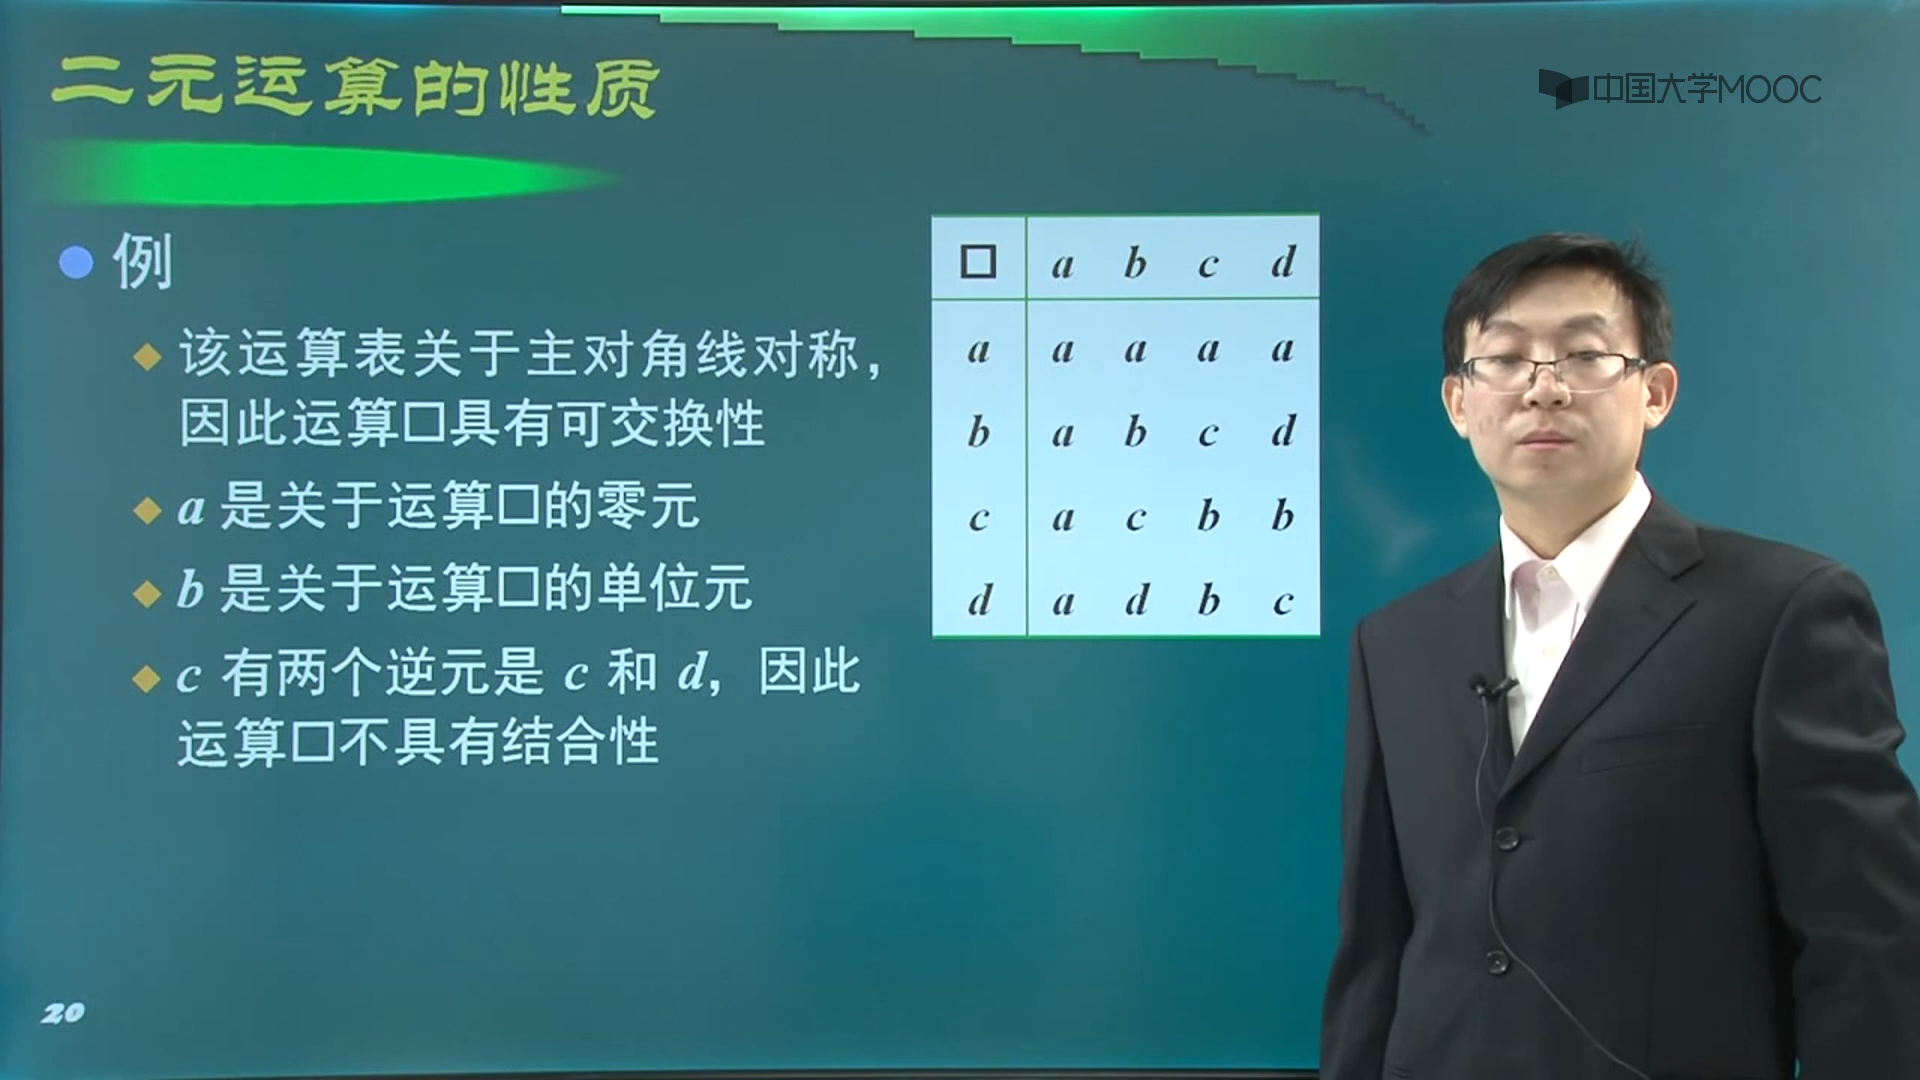 二元运算的性质
中国大学MOOC
例
该运算表关于主对角线对称，
因此运算□具有可交换性
a 是关于运算□的零元
b 是关于运算□的单位元
c 有两个逆元是 c 和 d，因此
运算□不具有结合性
□ a b c d
a a a a a
b a b c d
c a c b b
d a d b c
20